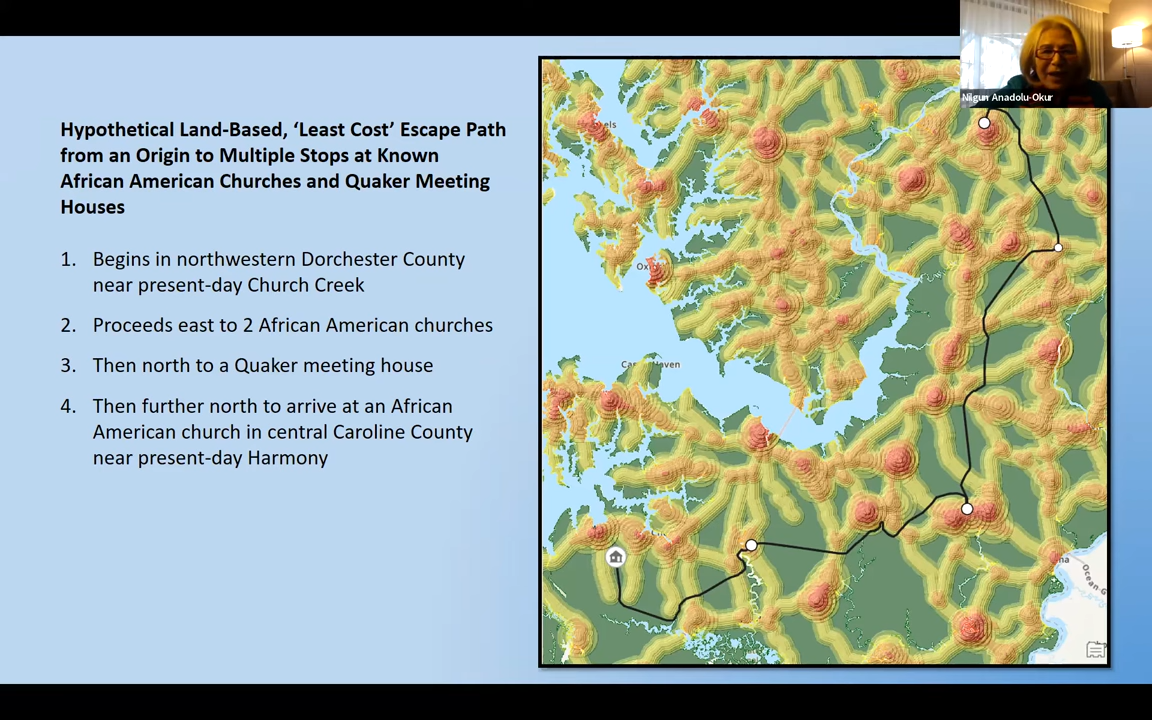 Nilgun Anadolu-Okur
Hypothetical Land-Based, ‘Least Cost’ Escape Path
from an Origin to Multiple Stops at Known
African American Churches and Quaker Meeting
Houses
1. Begins in northwestern Dorchester County
near present-day Church Creek
2. Proceeds east to 2 African American churches
3. Then north to a Quaker meeting house
4. Then further north to arrive at an African
American church in central Caroline County
near present-day Harmony